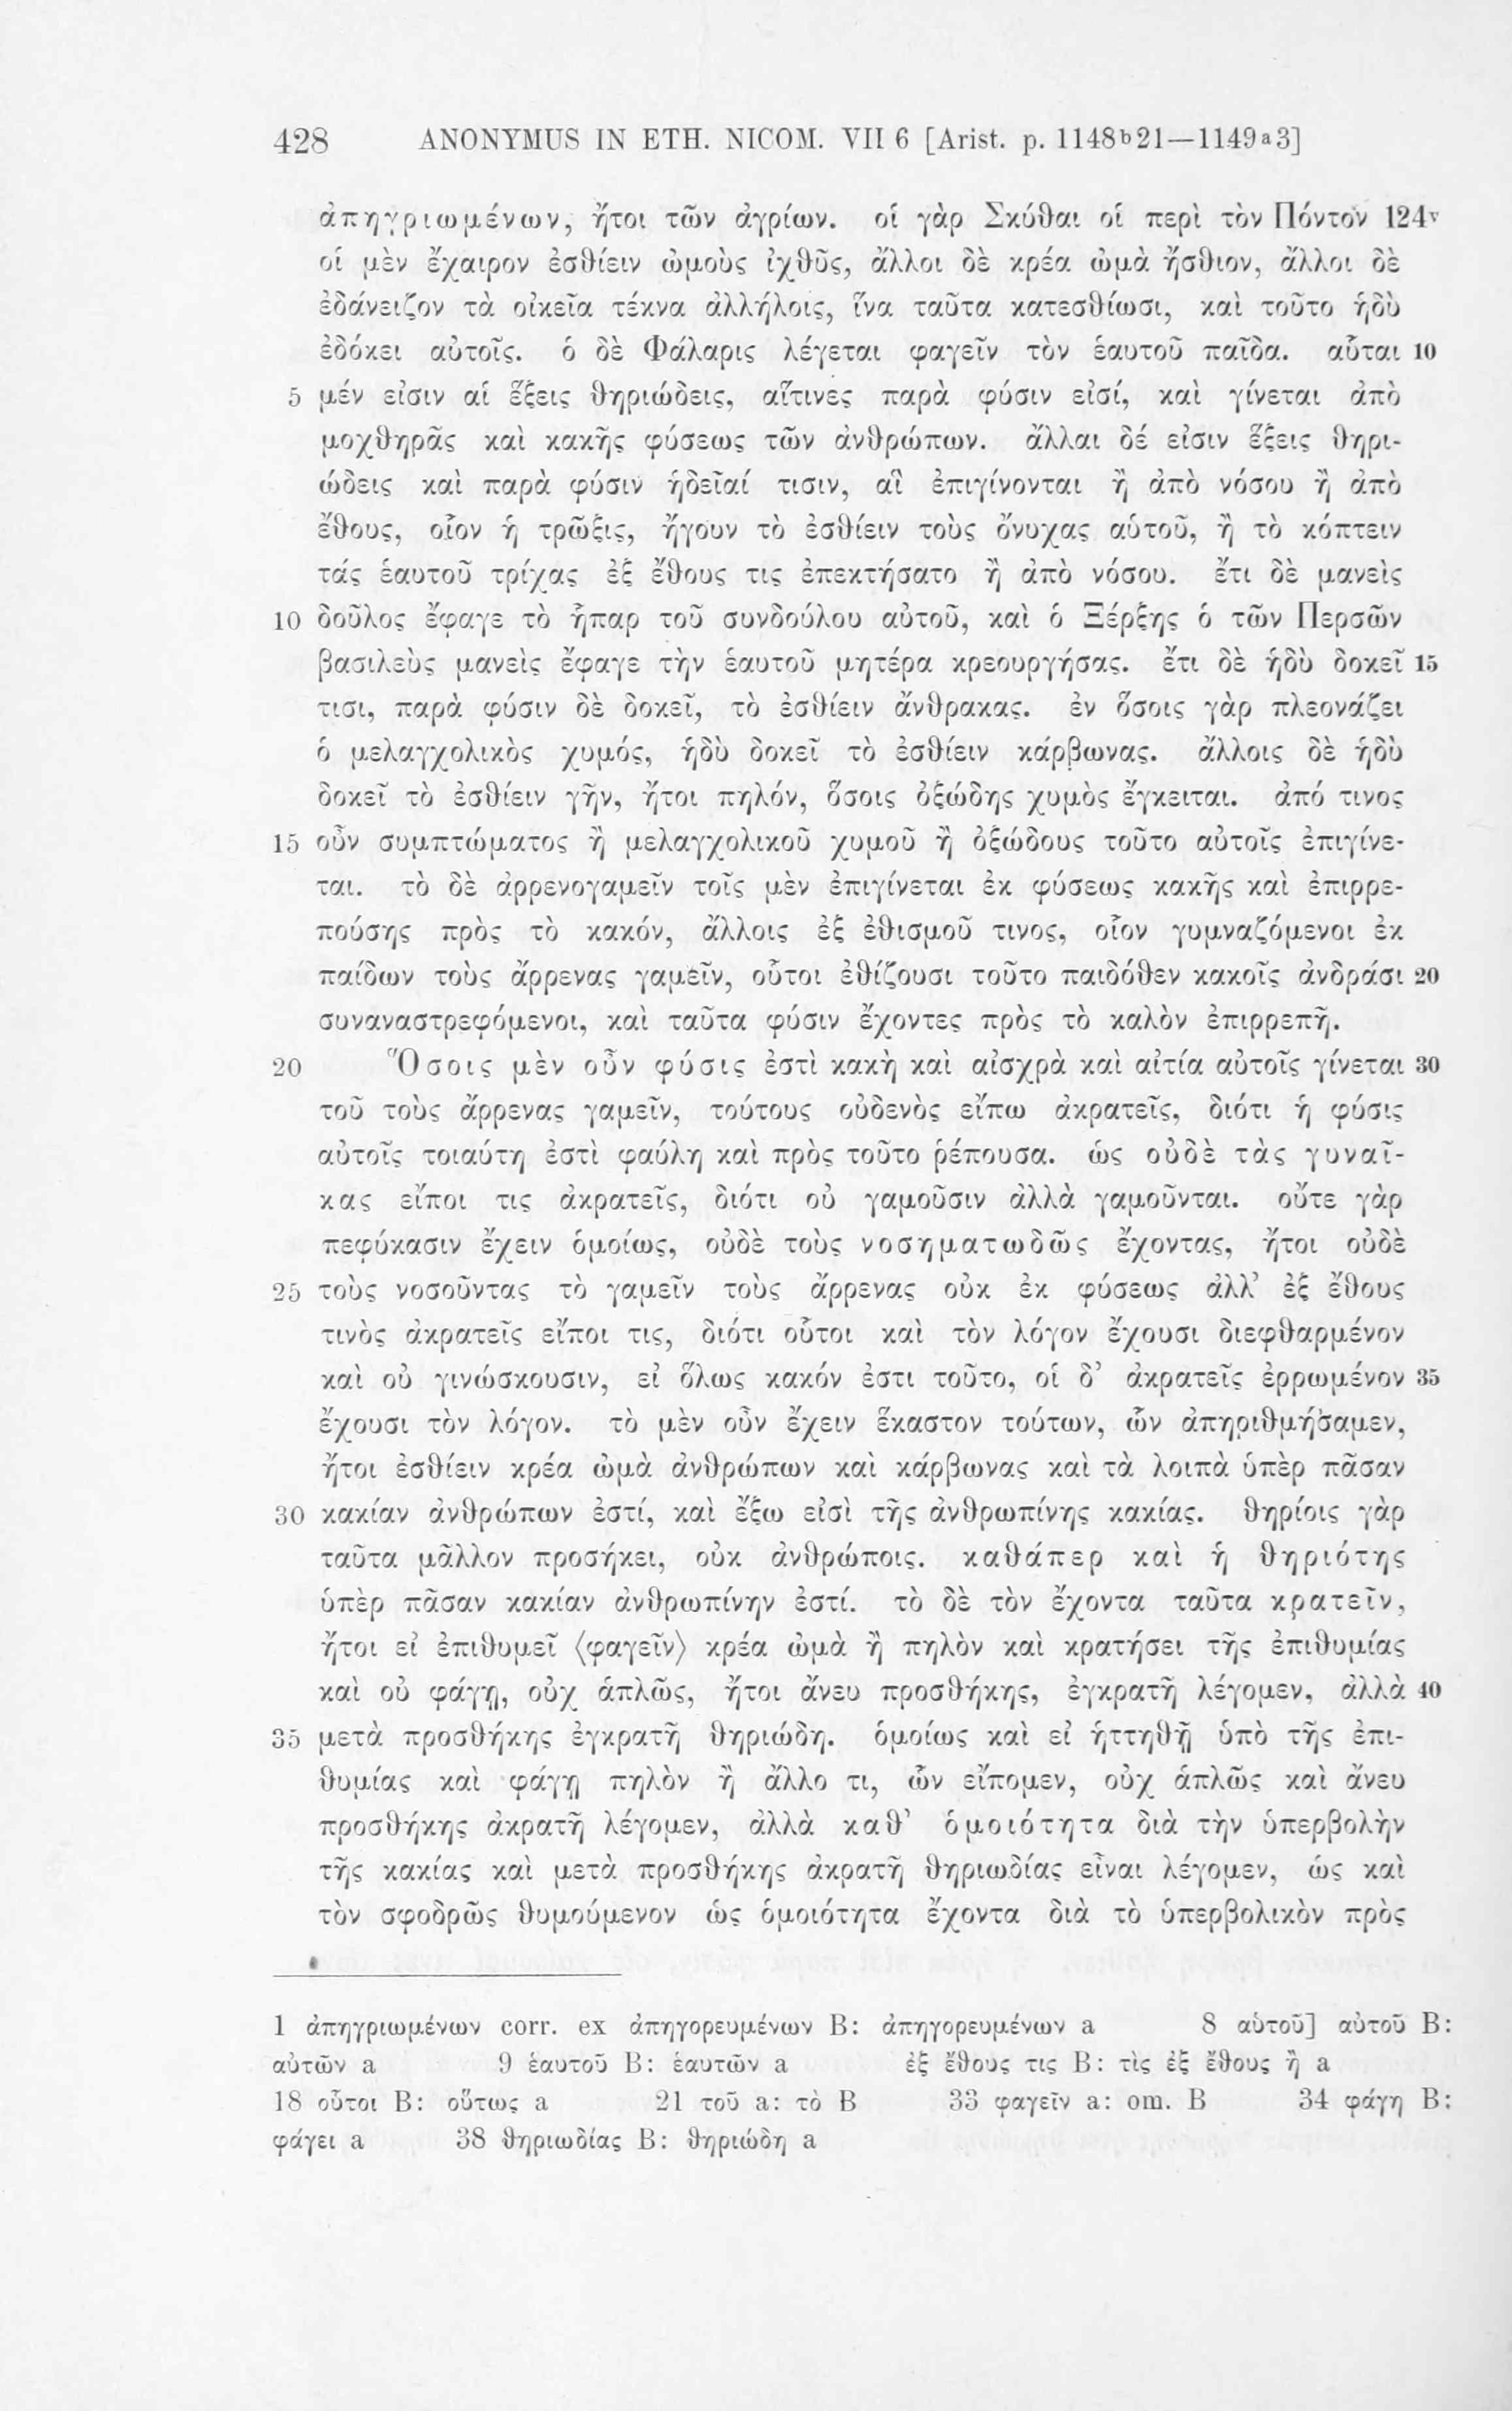 428 ANONYMUS IN ETH. NICOM. VII 6 [Arist. p. 1148b21—1149a3]
ἀπηγριωμένων, ἤτοι τῶν ἀγρίων. οἱ γὰρ Σκύθαι οἱ περὶ τὸν Πόντον 124v
οἱ μὲν ἔχαιρον ἐσθίειν ὠμοὺς ἰχθῦς, ἄλλοι δὲ κρέα ὠμὰ ἤσθιον, ἄλλοι δὲ
ἐδάνειζον τὰ οἰκεῖα τέκνα ἀλλήλοις, ἵνα ταῦτα κατεσθίωσι, καὶ τοῦτο ἡδὺ
ἐδόκει αὐτοῖς. ὁ δὲ Φάλαρις λέγεται φαγεῖν τὸν ἑαυτοῦ παῖδα. αὗται 10
5 μέν εἰσιν αἱ ἕξεις θηριώδεις, αἵτινες παρὰ φύσιν εἰσί, καὶ γίνεται ἀπὸ
μοχθηρᾶς καὶ κακῆς φύσεως τῶν ἀνθρώπων. ἄλλαι δέ εἰσιν ἕξεις θηρι-
ώδεις καὶ παρὰ φύσιν ἡδεῖαί τισιν, αἳ ἐπιγίνονται ἢ ἀπὸ νόσου ἢ ἀπὸ
ἔθους, οἷον ἡ τρῶξις, ἤγουν τὸ ἐσθίειν τοὺς ὄνυχας αὑτοῦ, ἢ τὸ κόπτειν
τάς ἑαυτοῦ τρίχας ἐξ ἔθους τις ἐπεκτήσατο ἢ ἀπὸ νόσου. ἔτι δὲ μανεὶς
10 δοῦλος ἔφαγε τὸ ἧπαρ τοῦ συνδούλου αὐτοῦ, καὶ ὁ Ξέρξης ὁ τῶν Περσῶν
βασιλεὺς μανεὶς ἔφαγε τὴν ἑαυτοῦ μητέρα κρεουργήσας. ἔτι δὲ ἡδὺ δοκεῖ 15
τισι, παρὰ φύσιν δὲ δοκεῖ, τὸ ἐσθίειν ἄνθρακας. ἐν ὅσοις γὰρ πλεονάζει
ὁ μελαγχολικὸς χυμός, ἡδὺ δοκεῖ τὸ ἐσθίειν κάρβωνας. ἄλλοις δὲ ἡδὺ
δοκεῖ τὸ ἐσθίειν γῆν, ἤτοι πηλόν, ὅσοις ὀξώδης χυμὸς ἔγκειται. ἀπό τινος
15 οὖν συμπτώματος ἢ μελαγχολικοῦ χυμοῦ ἢ ὀξώδους τοῦτο αὐτοῖς ἐπιγίνε-
ται. τὸ δὲ ἀρρενογαμεῖν τοῖς μὲν ἐπιγίνεται ἐκ φύσεως κακῆς καὶ ἐπιρρε-
πούσης πρὸς τὸ κακόν, ἄλλοις ἐξ ἐθισμοῦ τινος, οἷον γυμναζόμενοι ἐκ
παίδων τοὺς ἄρρενας γαμεῖν, οὗτοι ἐθίζουσι τοῦτο παιδόθεν κακοῖς ἀνδράσι 20
συναναστρεφόμενοι, καὶ ταῦτα φύσιν ἔχοντες πρὸς τὸ καλὸν ἐπιρρεπῆ.
20 Ὅσοις μὲν οὖν φύσις ἐστὶ κακὴ καὶ αἰσχρὰ καὶ αἰτία αὐτοῖς γίνεται 30
τοῦ τοὺς ἄρρενας γαμεῖν, τούτους οὐδενὸς εἴπω ἀκρατεῖς, διότι ἡ φύσις
αὐτοῖς τοιαύτη ἐστὶ φαύλη καὶ πρὸς τοῦτο ῥέπουσα. ὡς οὐδὲ τὰς γυναῖ-
κας εἴποι τις ἀκρατεῖς, διότι οὐ γαμοῦσιν ἀλλὰ γαμοῦνται. οὔτε γὰρ
πεφύκασιν ἔχειν ὁμοίως, οὐδὲ τοὺς νοσηματωδῶς ἔχοντας, ἤτοι οὐδὲ
25 τοὺς νοσοῦντας τὸ γαμεῖν τοὺς ἄρρενας οὐκ ἐκ φύσεως ἀλλ’ ἐξ ἔθους
τινὸς ἀκρατεῖς εἴποι τις, διότι οὗτοι καὶ τὸν λόγον ἔχουσι διεφθαρμένον
καὶ οὐ γινώσκουσιν, εἰ ὅλως κακόν ἐστι τοῦτο, οἱ δ’ ἀκρατεῖς ἐρρωμένον 35
ἔχουσι τὸν λόγον. τὸ μὲν οὖν ἔχειν ἕκαστον τούτων, ὧν ἀπηριθμήσαμεν,
ἤτοι ἐσθίειν κρέα ὠμὰ ἀνθρώπων καὶ κάρβωνας καὶ τὰ λοιπὰ ὑπὲρ πᾶσαν
30 κακίαν ἀνθρώπων ἐστί, καὶ ἔξω εἰσὶ τῆς ἀνθρωπίνης κακίας. θηρίοις γὰρ
ταῦτα μᾶλλον προσήκει, οὐκ ἀνθρώποις. καθάπερ καὶ ἡ θηριότης
ὑπὲρ πᾶσαν κακίαν ἀνθρωπίνην ἐστί. τὸ δὲ τὸν ἔχοντα ταῦτα κρατεῖν,
ἤτοι εἰ ἐπιθυμεῖ ⟨φαγεῖν⟩ κρέα ὠμὰ ἢ πηλὸν καὶ κρατήσει τῆς ἐπιθυμίας
καὶ οὐ φάγῃ, οὐχ ἁπλῶς, ἤτοι ἄνευ προσθήκης, ἐγκρατῆ λέγομεν, ἀλλὰ 40
35 μετὰ προσθήκης ἐγκρατῆ θηριώδη. ὁμοίως καὶ εἰ ἡττηθῇ ὑπὸ τῆς ἐπι-
θυμίας καὶ φάγῃ πηλὸν ἢ ἄλλο τι, ὧν εἴπομεν, οὐχ ἁπλῶς καὶ ἄνευ
προσθήκης ἀκρατῆ λέγομεν, ἀλλὰ καθ’ ὁμοιότητα διὰ τὴν ὑπερβολὴν
τῆς κακίας καὶ μετὰ προσθήκης ἀκρατῆ θηριωδίας εἶναι λέγομεν, ὡς καὶ
τὸν σφοδρῶς θυμούμενον ὡς ὁμοιότητα ἔχοντα διὰ τὸ ὑπερβολικὸν πρὸς
1 ἀπηγριωμένων corr. ex ἀπηγορευμένων B: ἀπηγορευμένων a 8 αὑτοῦ] αὐτοῦ B:
αὐτῶν a 9 ἑαυτοῦ B: ἑαυτῶν a ἐξ ἔθους τις B: τὶς ἐξ ἔθους ἢ a
18 οὗτοι B: οὕτως a 21 τοῦ a: τὸ B 33 φαγεῖν a: om. B 34 φάγῃ B:
φάγει a 38 θηριωδίας B: θηριώδη a